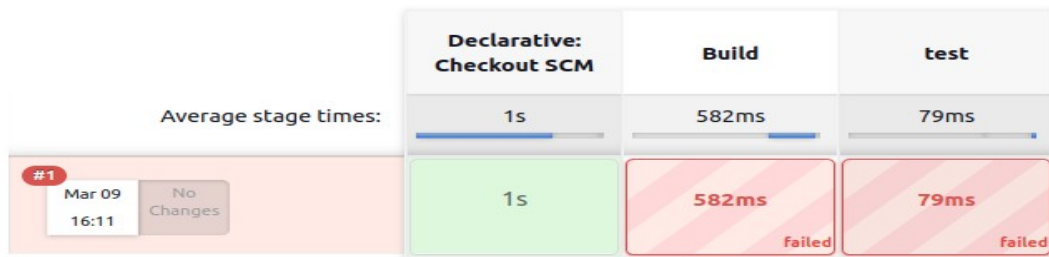 Declarative:
Checkout SCM
Build
test
Average stage times:
1s
582ms
79ms
#1
Mar 09
16:11
No
Changes
1s
582ms
failed
79ms
failed